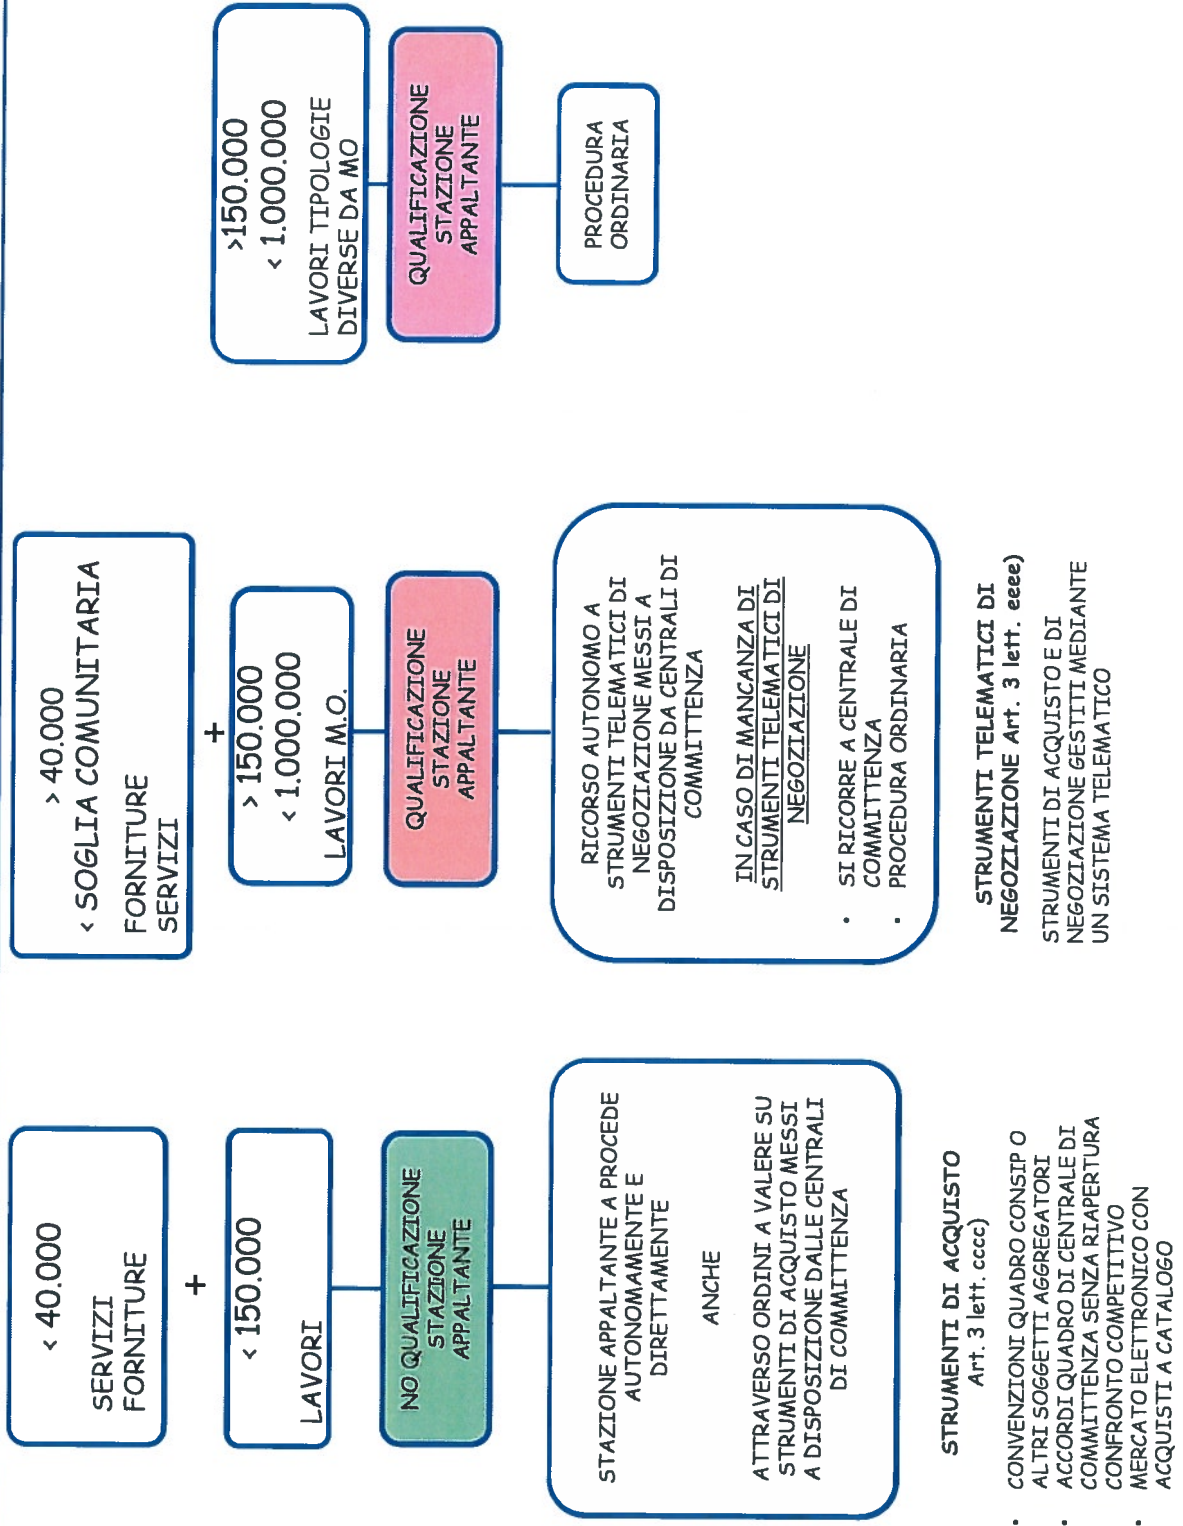 < 40.000
SERVIZI
FORNITURE
+
< 150.000
LAVORI
NO QUALIFICAZIONE
STAZIONE
APPALTANTE
STAZIONE APPALTANTE A PROCEDE
AUTONOMAMENTE E
DIRETTAMENTE
ANCHE
ATTRAVERSO ORDINI A VALERE SU
STRUMENTI DI ACQUISTO MESSI
A DISPOSIZIONE DALLE CENTRALI
DI COMMITTENZA
STRUMENTI DI ACQUISTO
Art. 3 lett. cccc)
• CONVENZIONI QUADRO CONSIP O
ALTRI SOGGETTI AGGREGATORI
• ACCORDI QUADRO DI CENTRALE DI
COMMITTENZA SENZA RIAPERTURA
CONFRONTO COMPETITIVO
• MERCATO ELETTRONICO CON
ACQUISTI A CATALOGO
> 40.000
< SOGLIA COMUNITARIA
FORNITURE
SERVIZI
+
> 150.000
< 1.000.000
LAVORI M.O.
QUALIFICAZIONE
STAZIONE
APPALTANTE
RICORSO AUTONOMO A
STRUMENTI TELEMATICI DI
NEGOZIAZIONE MESSI A
DISPOSIZIONE DA CENTRALI DI
COMMITTENZA
IN CASO DI MANCANZA DI
STRUMENTI TELEMATICI DI
NEGOZIAZIONE
• SI RICORRE A CENTRALE DI
COMMITTENZA
• PROCEDURA ORDINARIA
STRUMENTI TELEMATICI DI
NEGOZIAZIONE Art. 3 lett. eeee)
STRUMENTI DI ACQUISTO E DI
NEGOZIAZIONE GESTITI MEDIANTE
UN SISTEMA TELEMATICO
>150.000
< 1.000.000
LAVORI TIPOLOGIE
DIVERSE DA MO
QUALIFICAZIONE
STAZIONE
APPALTANTE
PROCEDURA
ORDINARIA